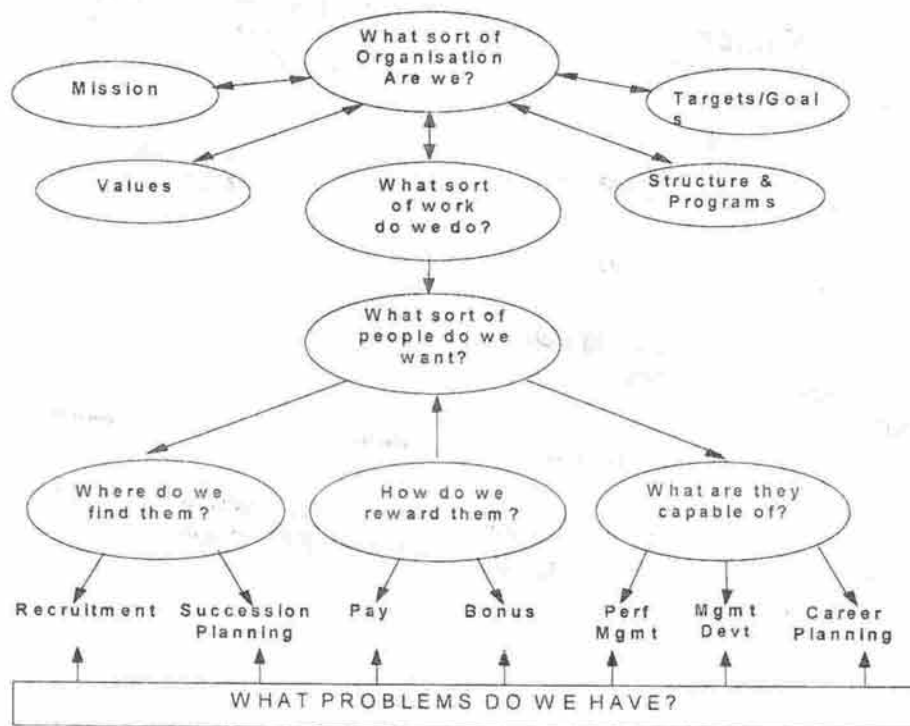 What sort of
Organisation
Are we?
Mission
Targets/Goal
s
Values
What sort
of work
do we do?
Structure &
Programs
What sort of
people do we
want?
Where do we
find them?
How do we
reward them?
What are they
capable of?
Recruitment
Succession
Planning
Pay
Bonus
Perf
Mgmt
Mgmt
Devt
Career
Planning
WHAT PROBLEMS DO WE HAVE?